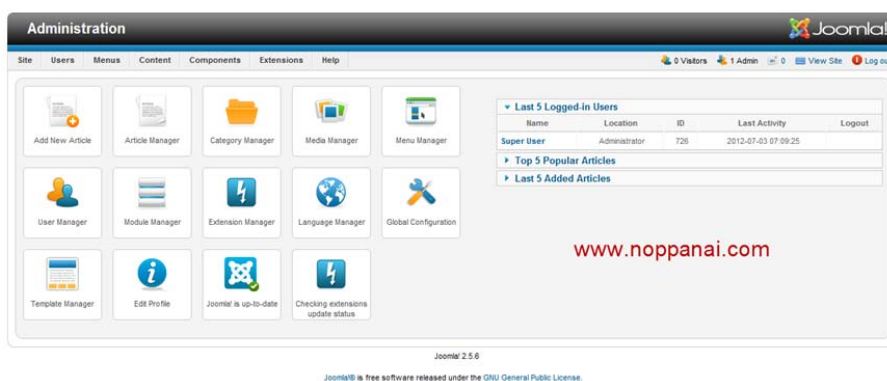 Administration
Joomla!
Site Users Menus Content Components Extensions Help
0 Visitors 1 Admin 0 View Site Log ou
Add New Article
Article Manager
Category Manager
Media Manager
Menu Manager
User Manager
Module Manager
Extension Manager
Language Manager
Global Configuration
Template Manager
Edit Profile
Joomla! is up-to-date
Checking extensions
update status
Last 5 Logged-in Users
Name Location ID Last Activity Logout
Super User Administrator 726 2012-07-03 07:09:25
Top 5 Popular Articles
Last 5 Added Articles
www.noppanai.com
Joomla! 2.5.6
Joomla!® is free software released under the GNU General Public License.